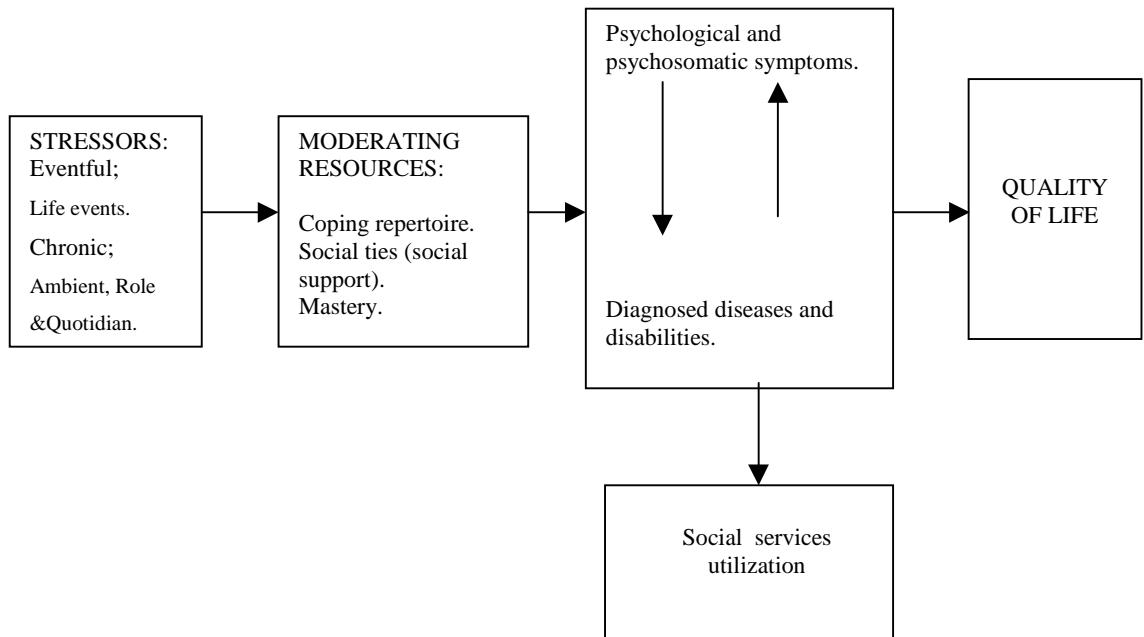 STRESSORS:
Eventful;
Life events.
Chronic;
Ambient, Role
&Quotidian.
MODERATING
RESOURCES:
Coping repertoire.
Social ties (social
support).
Mastery.
Psychological and
psychosomatic symptoms.
Diagnosed diseases and
disabilities.
QUALITY
OF LIFE
Social services
utilization